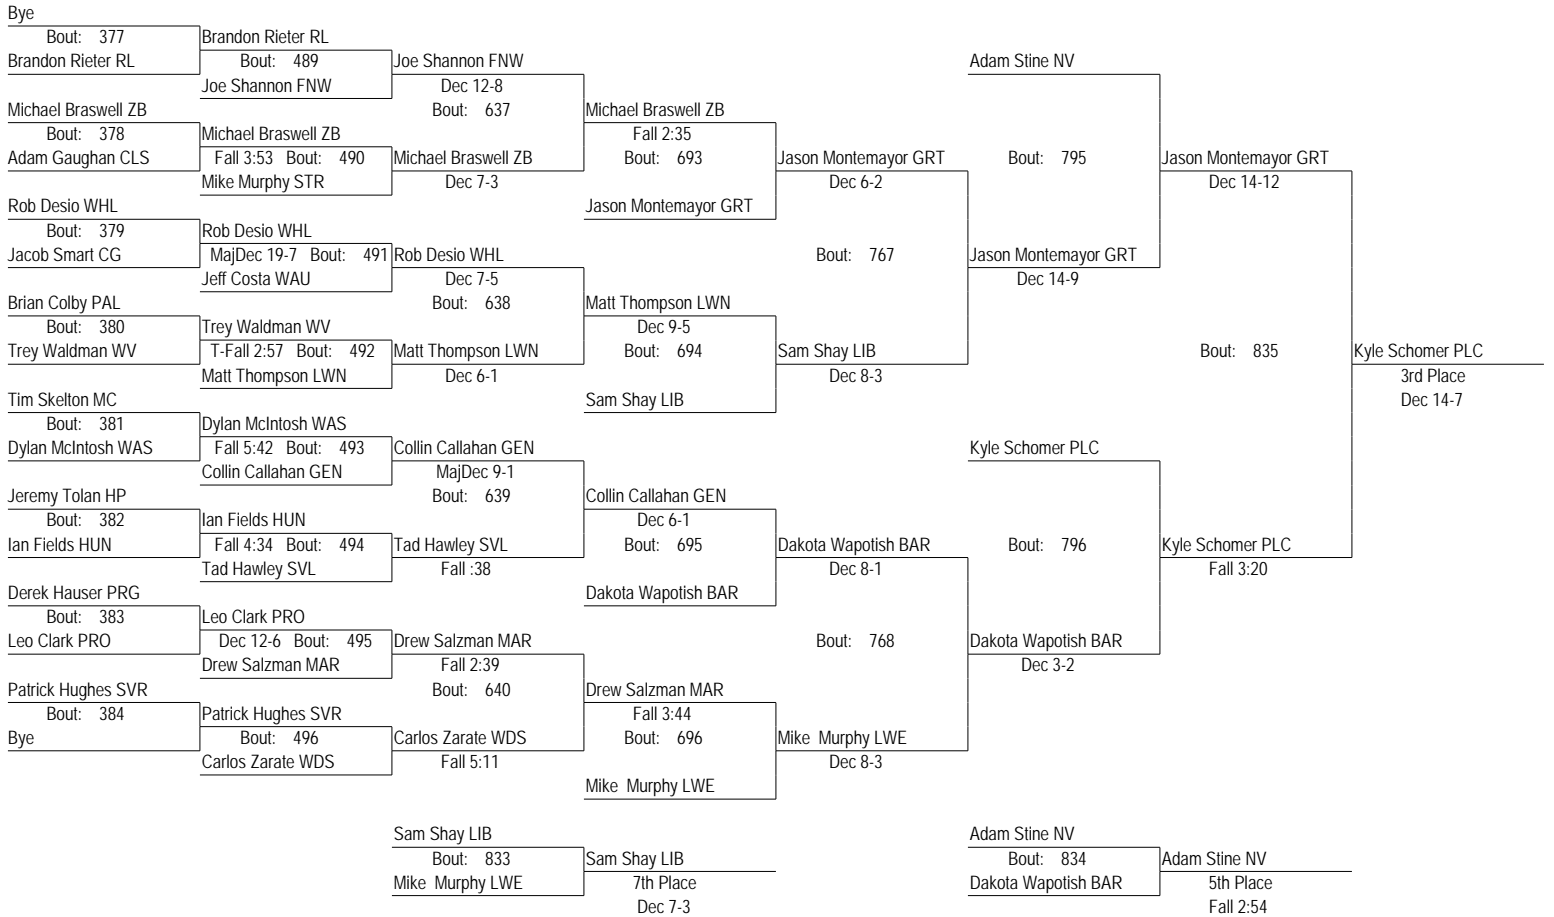 Bye
Bout: 377
Brandon Rieter RL
Michael Braswell ZB
Bout: 378
Adam Gaughan CLS
Rob Desio WHL
Bout: 379
Jacob Smart CG
Brian Colby PAL
Bout: 380
Trey Waldman WV
Tim Skelton MC
Bout: 381
Dylan McIntosh WAS
Jeremy Tolan HP
Bout: 382
Ian Fields HUN
Derek Hauser PRG
Bout: 383
Leo Clark PRO
Patrick Hughes SVR
Bout: 384
Bye
Brandon Rieter RL
Bout: 489
Joe Shannon FNW
Michael Braswell ZB
Fall 3:53 Bout: 490
Mike Murphy STR
Rob Desio WHL
MajDec 19-7 Bout: 491
Jeff Costa WAU
Trey Waldman WV
T-Fall 2:57 Bout: 492
Matt Thompson LWN
Dylan McIntosh WAS
Fall 5:42 Bout: 493
Collin Callahan GEN
Ian Fields HUN
Fall 4:34 Bout: 494
Tad Hawley SVL
Leo Clark PRO
Dec 12-6 Bout: 495
Drew Salzman MAR
Patrick Hughes SVR
Bout: 496
Carlos Zarate WDS
Joe Shannon FNW
Dec 12-8
Bout: 637
Michael Braswell ZB
Dec 7-3
Rob Desio WHL
Dec 7-5
Bout: 638
Matt Thompson LWN
Dec 6-1
Collin Callahan GEN
MajDec 9-1
Bout: 639
Tad Hawley SVL
Fall :38
Drew Salzman MAR
Fall 2:39
Bout: 640
Carlos Zarate WDS
Fall 5:11
Michael Braswell ZB
Fall 2:35
Bout: 693
Jason Montemayor GRT
Matt Thompson LWN
Dec 9-5
Bout: 694
Sam Shay LIB
Collin Callahan GEN
Dec 6-1
Bout: 695
Dakota Wapotish BAR
Drew Salzman MAR
Fall 3:44
Bout: 696
Mike Murphy LWE
Jason Montemayor GRT
Dec 6-2
Bout: 767
Sam Shay LIB
Dec 8-3
Dakota Wapotish BAR
Dec 8-1
Bout: 768
Mike Murphy LWE
Dec 8-3
Adam Stine NV
Bout: 795
Jason Montemayor GRT
Dec 14-9
Kyle Schomer PLC
Bout: 796
Dakota Wapotish BAR
Dec 3-2
Jason Montemayor GRT
Dec 14-12
Bout: 835
Kyle Schomer PLC
Fall 3:20
Kyle Schomer PLC
3rd Place
Dec 14-7
Sam Shay LIB
Bout: 833
Mike Murphy LWE
Sam Shay LIB
7th Place
Dec 7-3
Adam Stine NV
Bout: 834
Dakota Wapotish BAR
Adam Stine NV
5th Place
Fall 2:54